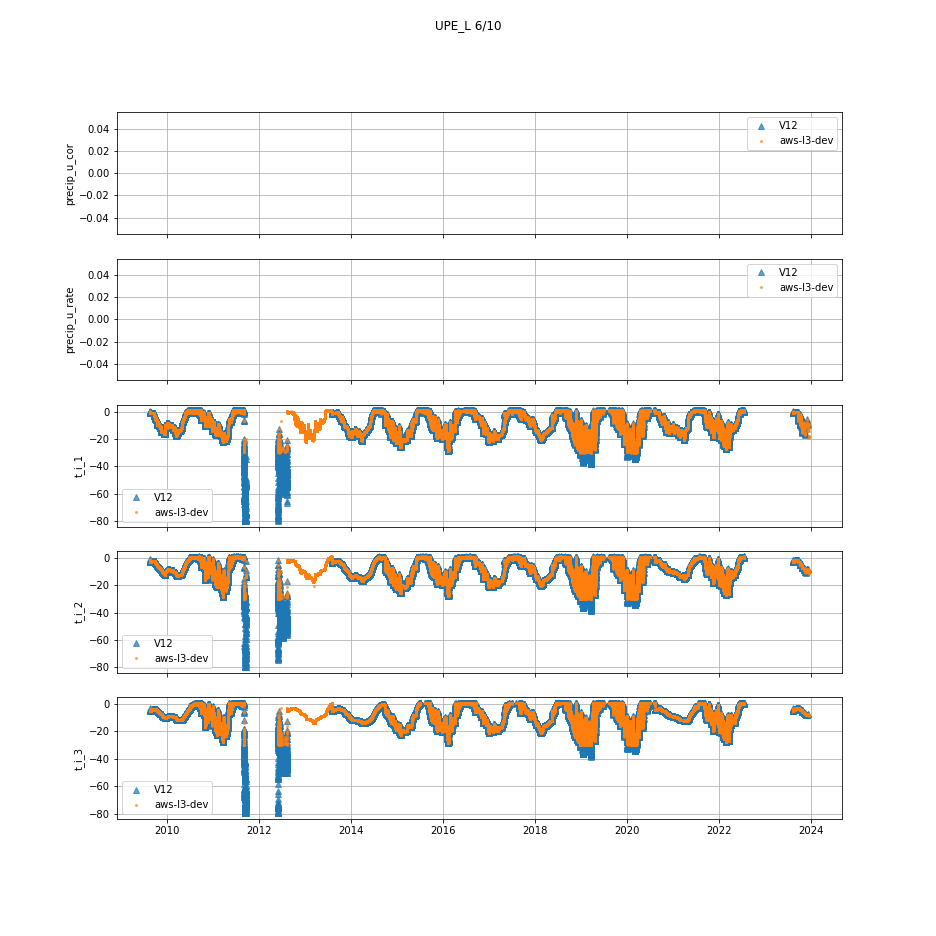 UPE_L 6/10
precip_u_cor
0.04
0.02
0.00
−0.02
−0.04
V12
aws-l3-dev
precip_u_rate
0.04
0.02
0.00
−0.02
−0.04
V12
aws-l3-dev
t_i_1
0
−20
−40
−60
−80
V12
aws-l3-dev
t_i_2
0
−20
−40
−60
−80
V12
aws-l3-dev
t_i_3
0
−20
−40
−60
−80
V12
aws-l3-dev
2010 2012 2014 2016 2018 2020 2022 2024